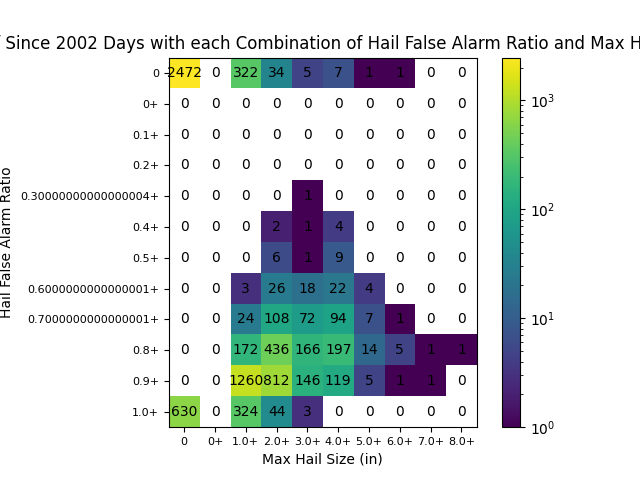 Since 2002 Days with each Combination of Hail False Alarm Ratio and Max H
0 2472 0 322 34 5 7 1 1 0 0
0+ 0 0 0 0 0 0 0 0 0 0
0.1+ 0 0 0 0 0 0 0 0 0 0
0.2+ 0 0 0 0 0 0 0 0 0 0
0.30000000000000004+ 0 0 0 0 1 0 0 0 0 0
0.4+ 0 0 0 2 1 4 0 0 0 0
0.5+ 0 0 0 6 1 9 0 0 0 0
0.6000000000000001+ 0 0 3 26 18 22 4 0 0 0
0.7000000000000001+ 0 0 24 108 72 94 7 1 0 0
0.8+ 0 0 172 436 166 197 14 5 1 1
0.9+ 0 0 1260 812 146 119 5 1 1 0
1.0+ 630 0 324 44 3 0 0 0 0 0
0 0+ 1.0+ 2.0+ 3.0+ 4.0+ 5.0+ 6.0+ 7.0+ 8.0+
Max Hail Size (in)
Hail False Alarm Ratio
10³
10²
10¹
10⁰